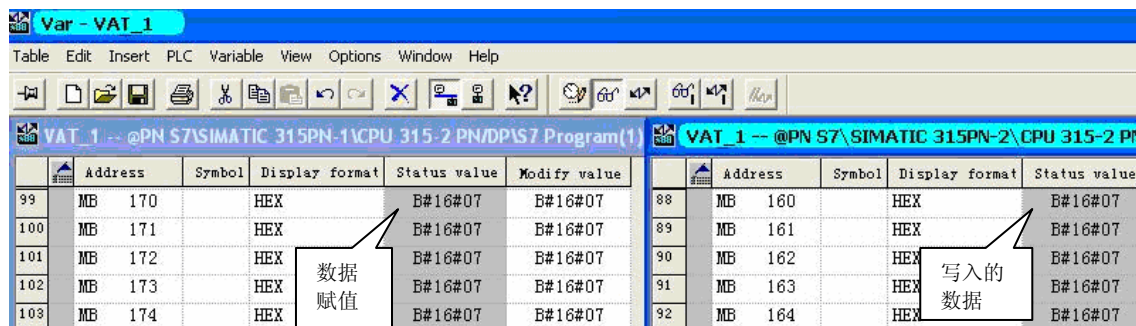 Var - VAT_1
Table Edit Insert PLC Variable View Options Window Help
VAT_1 -- @PN S7\SIMATIC 315PN-1\CPU 315-2 PN/DP\S7 Program(1)
Address Symbol Display format Status value Modify value
99 MB 170 HEX B#16#07 B#16#07
100 MB 171 HEX B#16#07 B#16#07
101 MB 172 HEX B#16#07 B#16#07
102 MB 173 HEX B#16#07 B#16#07
103 MB 174 HEX B#16#07 B#16#07
数据
赋值
VAT_1 -- @PN S7\SIMATIC 315PN-2\CPU 315-2 PN
Address Symbol Display format Status value
88 MB 160 HEX B#16#07
89 MB 161 HEX B#16#07
90 MB 162 HEX B#16#07
91 MB 163 HEX B#16#07
92 MB 164 HEX B#16#07
写入的
数据